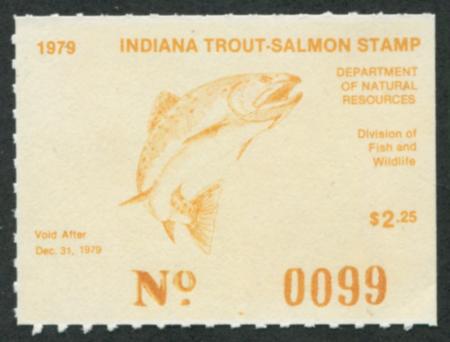 1979 INDIANA TROUT-SALMON STAMP
DEPARTMENT
OF NATURAL
RESOURCES
Division of
Fish and
Wildlife
$2.25
Void After
Dec. 31, 1979
Nº 0099